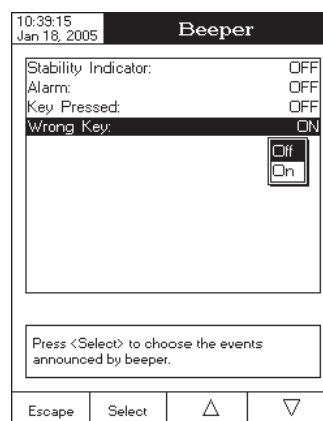 10:39:15
Jan 18, 2005
Beeper
Stability Indicator: OFF
Alarm: OFF
Key Pressed: OFF
Wrong Key: ON
Off
On
Press <Select> to choose the events
announced by beeper.
Escape Select △ ▽